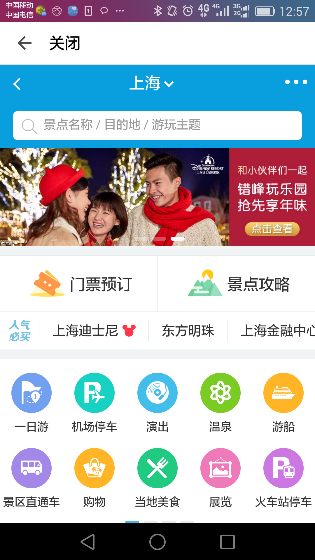 中国移动
中国电信
4G
4G
3G
2G
12:57
关闭
上海
景点名称 / 目的地 / 游玩主题
Disney
和小伙伴们一起
错峰玩乐园
抢先享年味
点击查看
门票预订
景点攻略
人气
必买
上海迪士尼
东方明珠
上海金融中心
一日游
机场停车
演出
温泉
游船
景区直通车
购物
当地美食
展览
火车站停车